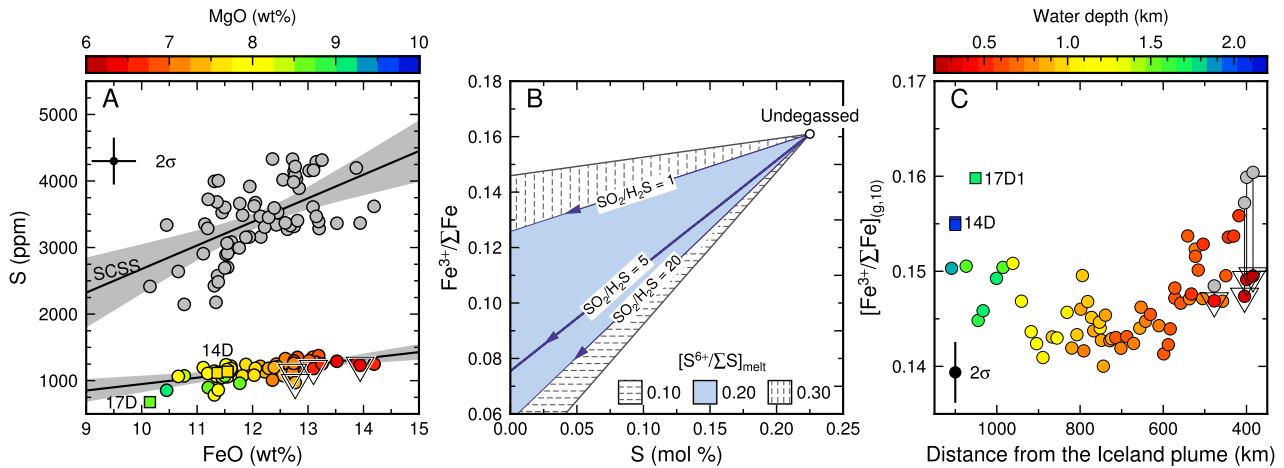 MgO (wt%)
6 7 8 9 10
A
5000
4000
3000
2000
1000
S (ppm)
2σ
SCSS
14D
17D
9 10 11 12 13 14 15
FeO (wt%)
B
0.18
0.16
0.14
0.12
0.10
0.08
0.06
Fe3+/∑Fe
Undegassed
SO2/H2S = 1
SO2/H2S = 5
SO2/H2S = 20
[S6+/∑S]melt
0.10 0.20 0.30
0.00 0.05 0.10 0.15 0.20 0.25
S (mol %)
Water depth (km)
0.5 1.0 1.5 2.0
C
0.17
0.16
0.15
0.14
[Fe3+/∑Fe](g,10)
17D1
14D
2σ
1000 800 600 400
Distance from the Iceland plume (km)